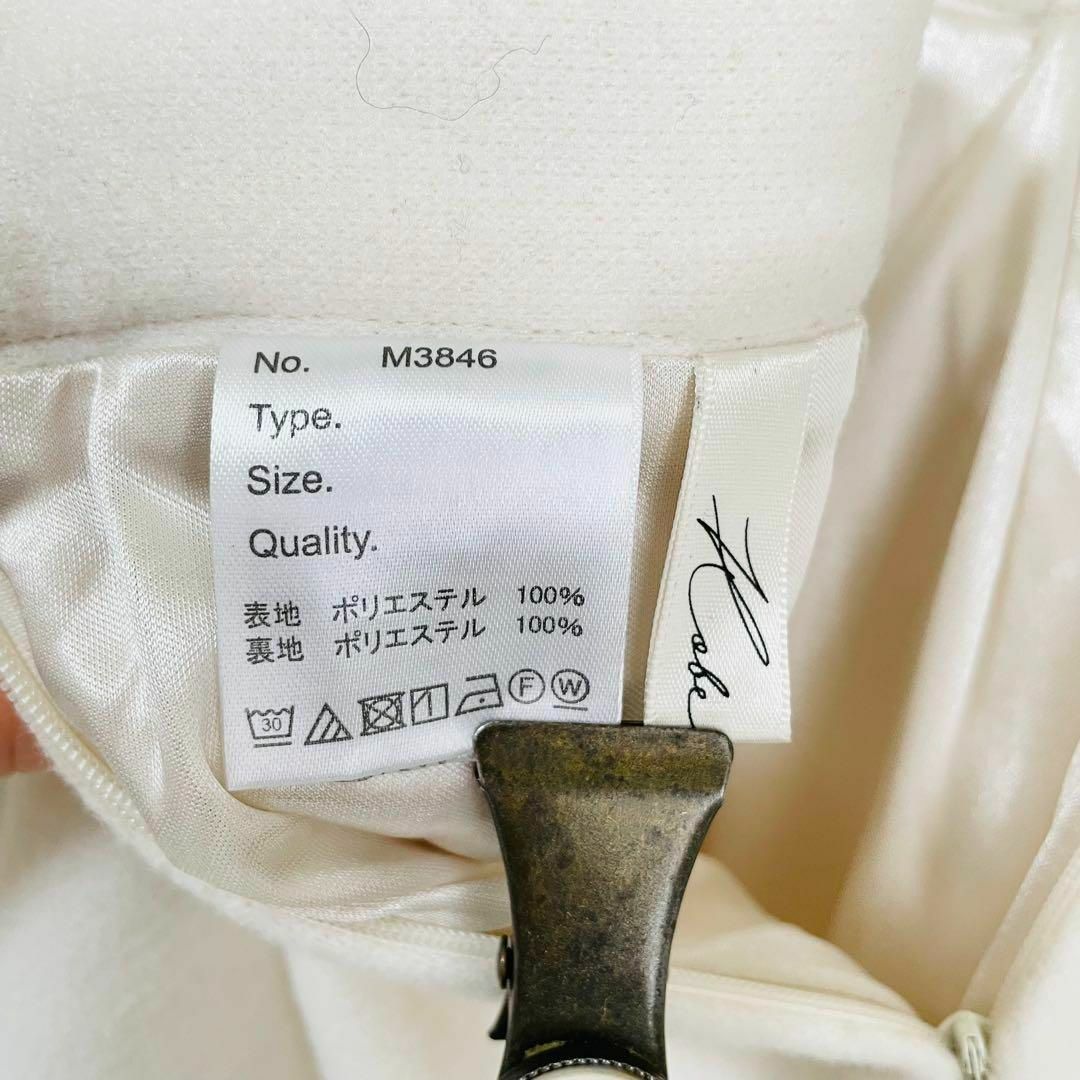 No. M3846
Type.
Size.
Quality.
表地 ポリエステル 100%
裏地 ポリエステル 100%
30 F W